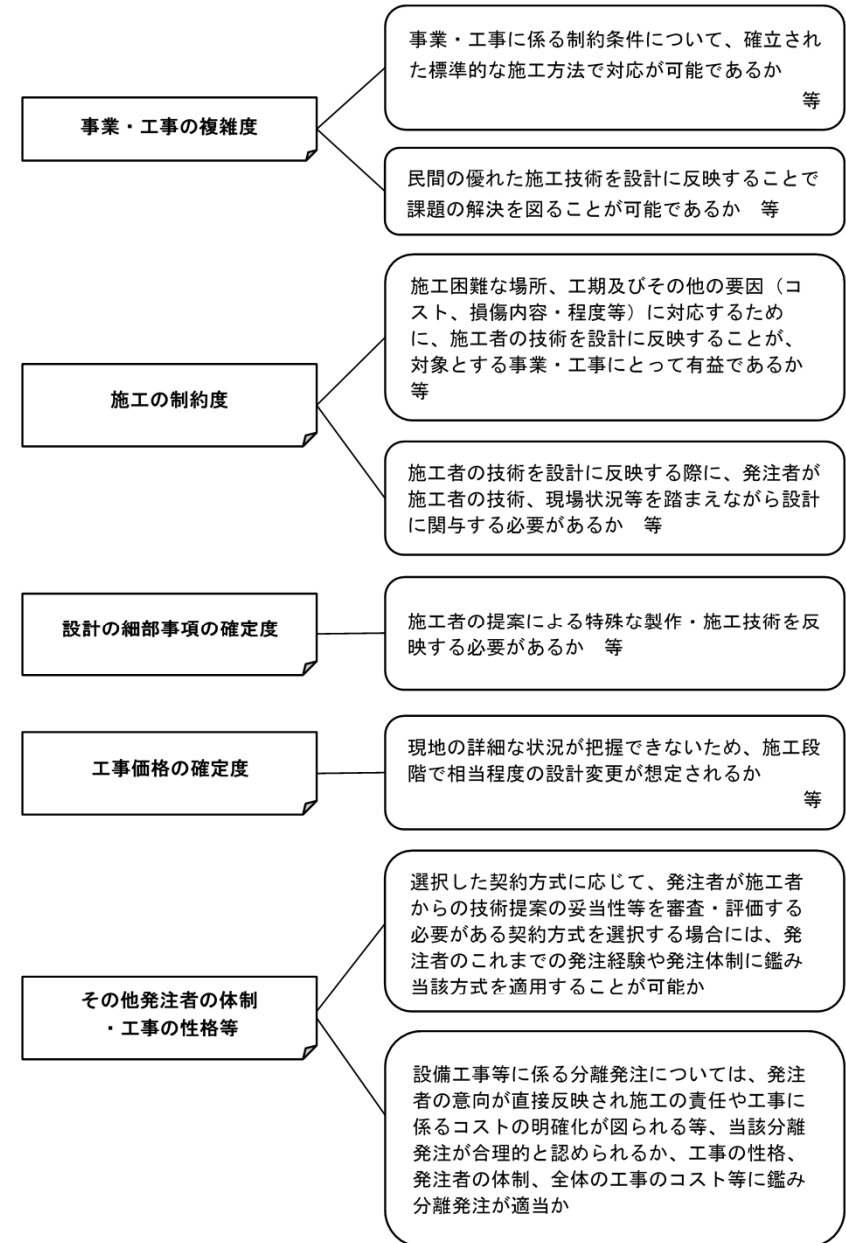 事業・工事の複雑度
事業・工事に係る制約条件について、確立され
た標準的な施工方法で対応が可能であるか
等
民間の優れた施工技術を設計に反映することで
課題の解決を図ることが可能であるか　等
施工の制約度
施工困難な場所、工期及びその他の要因（コ
スト、損傷内容・程度等）に対応するため
に、施工者の技術を設計に反映することが、
対象とする事業・工事にとって有益であるか
等
施工者の技術を設計に反映する際に、発注者が
施工者の技術、現場状況等を踏まえながら設計
に関与する必要があるか　等
設計の細部事項の確定度
施工者の提案による特殊な製作・施工技術を反
映する必要があるか　等
工事価格の確定度
現地の詳細な状況が把握できないため、施工段
階で相当程度の設計変更が想定されるか
等
その他発注者の体制
・工事の性格等
選択した契約方式に応じて、発注者が施工者
からの技術提案の妥当性等を審査・評価する
必要がある契約方式を選択する場合には、発
注者のこれまでの発注経験や発注体制に鑑み
当該方式を適用することが可能か
設備工事等に係る分離発注については、発注
者の意向が直接反映され施工の責任や工事に
係るコストの明確化が図られる等、当該分離
発注が合理的と認められるか、工事の性格、
発注者の体制、全体の工事のコスト等に鑑み
分離発注が適当か